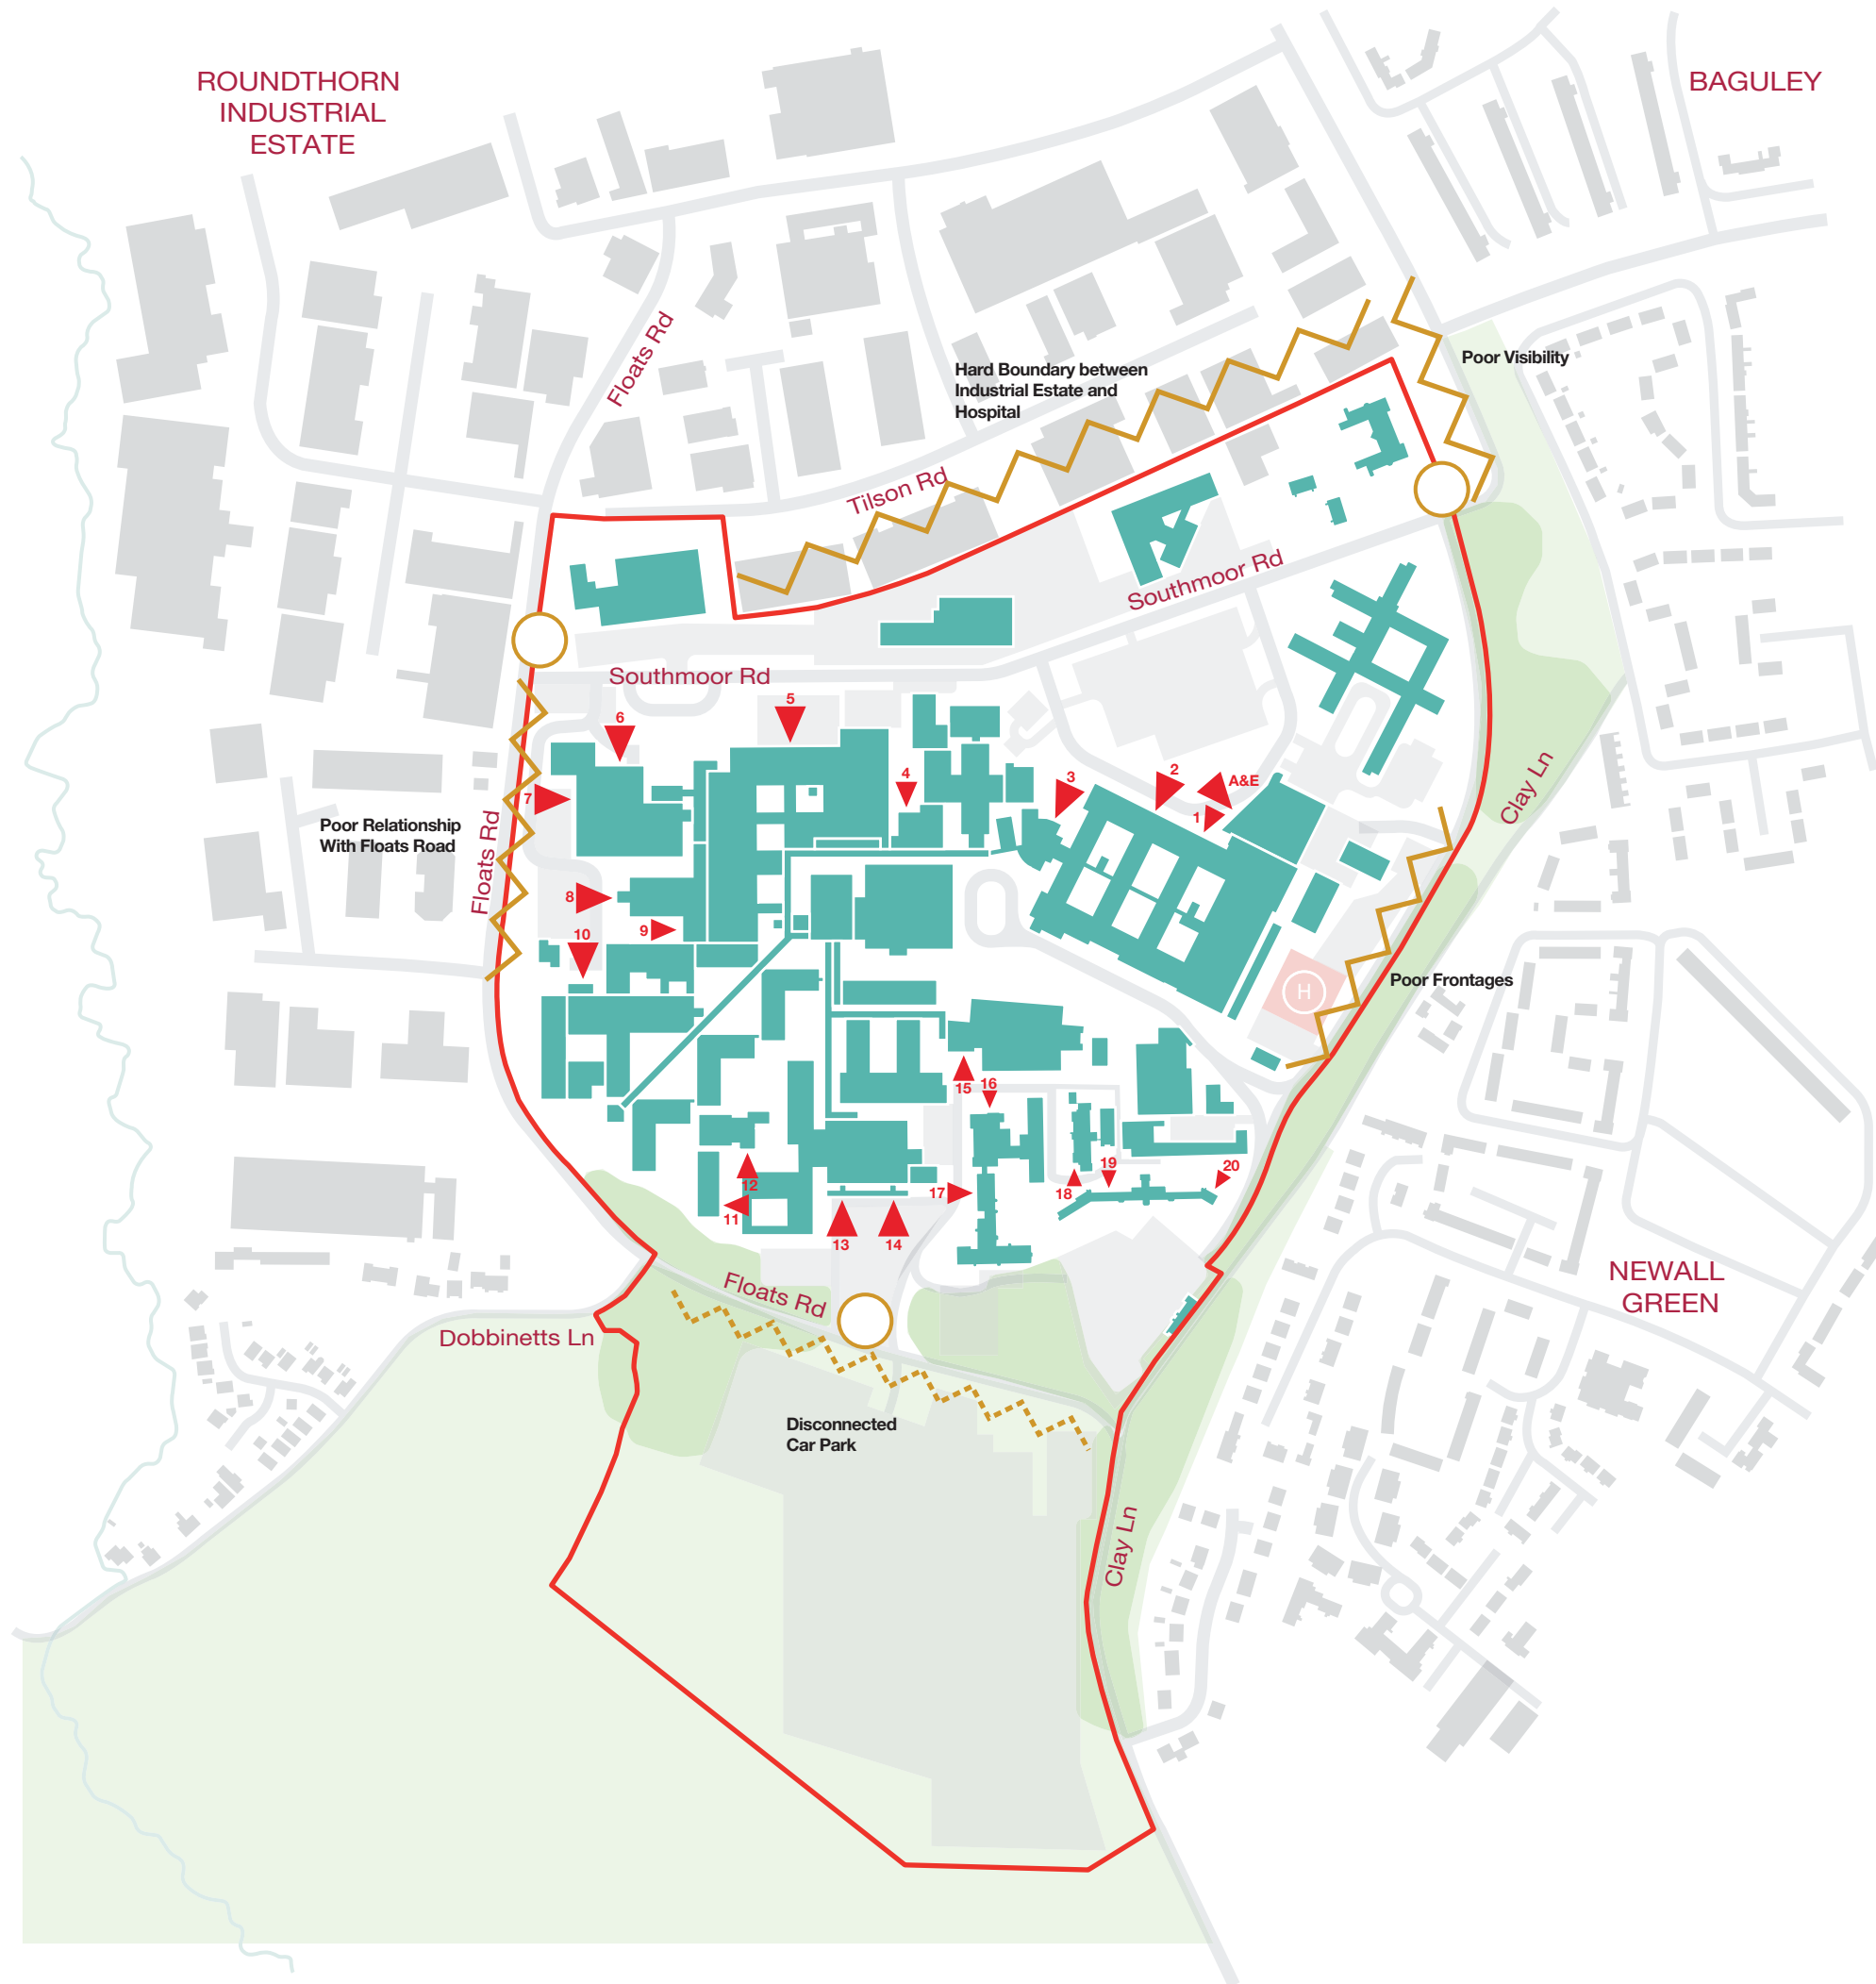 ROUNDTHORN
INDUSTRIAL
ESTATE
BAGULEY
Floats Rd
Poor Visibility
Hard Boundary between
Industrial Estate and
Hospital
Tilson Rd
Southmoor Rd
Southmoor Rd
5
6
Clay Ln
4
3
2
A&E
1
7
Poor Relationship
With Floats Road
Floats Rd
8
9
10
Poor Frontages
H
15
16
12
11
17
18
19
20
13
14
NEWALL
GREEN
Floats Rd
Dobbinetts Ln
Disconnected
Car Park
Clay Ln